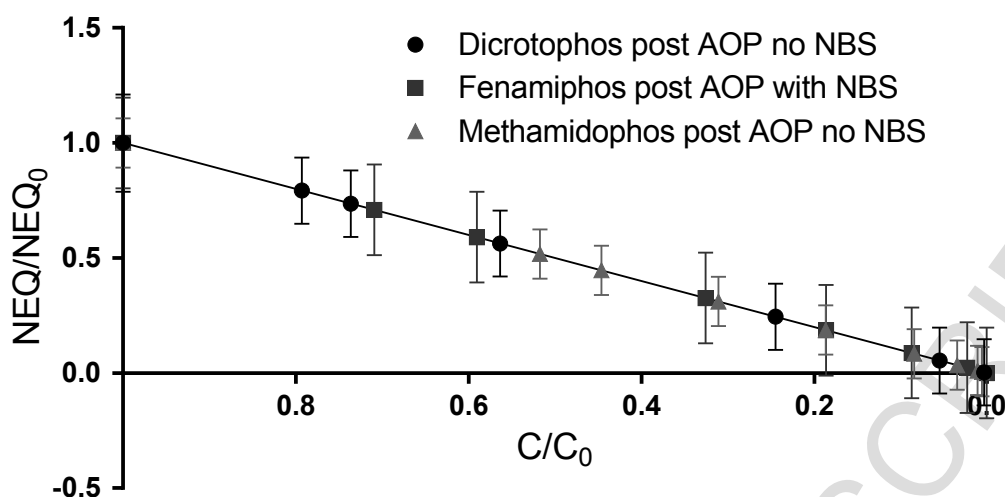 1.5
Dicrotophos post AOP no NBS
Fenamiphos post AOP with NBS
Methamidophos post AOP no NBS
1.0
0.5
0.0
-0.5
NEQ/NEQ₀
0.8 0.6 0.4 0.2 0.0
C/C₀
SCRIP